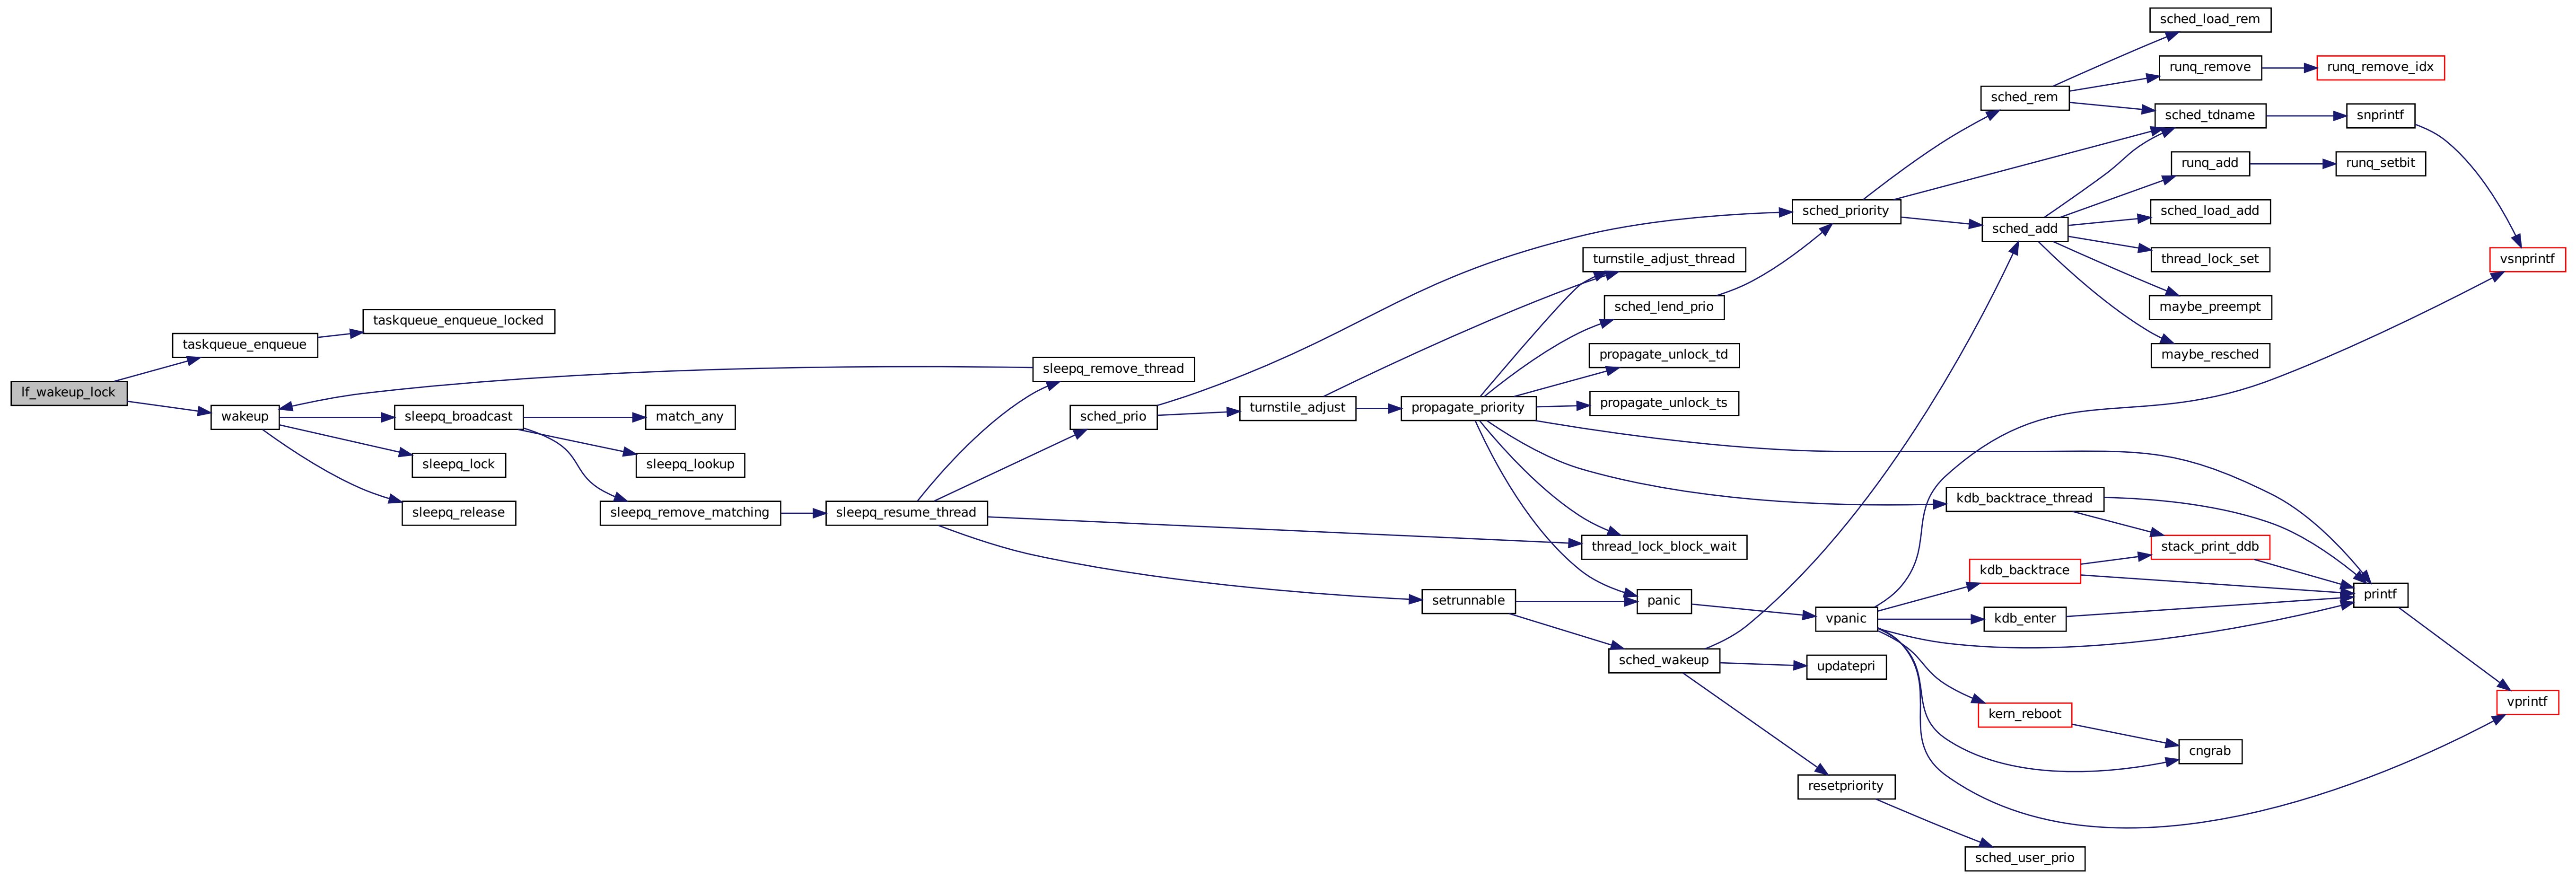 lf_wakeup_lock
taskqueue_enqueue
taskqueue_enqueue_locked
wakeup
sleepq_broadcast
sleepq_lock
sleepq_release
match_any
sleepq_lookup
sleepq_remove_matching
sleepq_resume_thread
sleepq_remove_thread
sched_prio
turnstile_adjust
propagate_priority
setrunnable
turnstile_adjust_thread
sched_lend_prio
propagate_unlock_td
propagate_unlock_ts
thread_lock_block_wait
panic
sched_wakeup
sched_priority
vpanic
updatepri
resetpriority
sched_rem
sched_add
kdb_backtrace_thread
kdb_backtrace
kdb_enter
kern_reboot
sched_user_prio
sched_load_rem
runq_remove
sched_tdname
runq_add
sched_load_add
thread_lock_set
maybe_preempt
maybe_resched
stack_print_ddb
cngrab
runq_remove_idx
snprintf
runq_setbit
printf
vsnprintf
vprintf